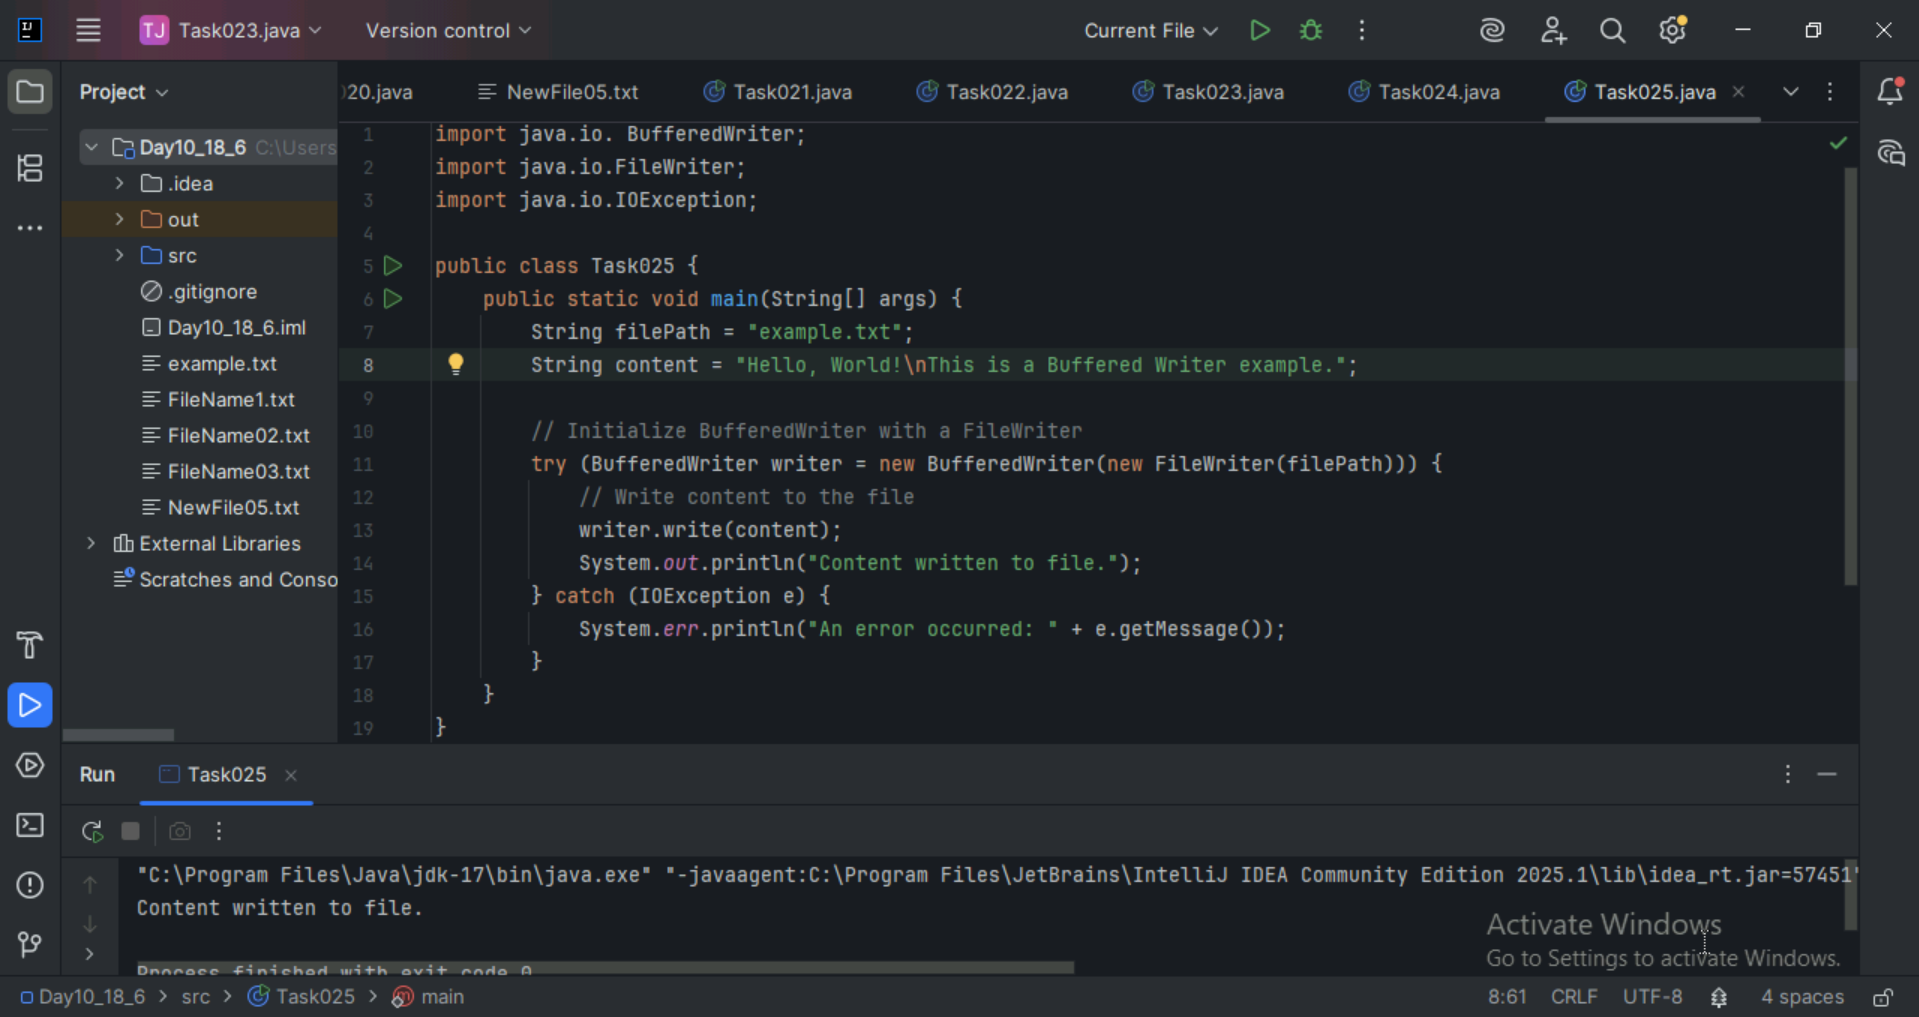 TJ Task023.java Version control Current File
Project
20.java NewFile05.txt Task021.java Task022.java Task023.java Task024.java Task025.java
Day10_18_6 C:\Users
.idea
out
src
.gitignore
Day10_18_6.iml
example.txt
FileName1.txt
FileName02.txt
FileName03.txt
NewFile05.txt
External Libraries
Scratches and Conso
1 import java.io. BufferedWriter;
2 import java.io.FileWriter;
3 import java.io.IOException;
4
5 public class Task025 {
6 public static void main(String[] args) {
7 String filePath = "example.txt";
8 String content = "Hello, World!\nThis is a Buffered Writer example.";
9
10 // Initialize BufferedWriter with a FileWriter
11 try (BufferedWriter writer = new BufferedWriter(new FileWriter(filePath))) {
12 // Write content to the file
13 writer.write(content);
14 System.out.println("Content written to file.");
15 } catch (IOException e) {
16 System.err.println("An error occurred: " + e.getMessage());
17 }
18 }
19 }
Run Task025
"C:\Program Files\Java\jdk-17\bin\java.exe" "-javaagent:C:\Program Files\JetBrains\IntelliJ IDEA Community Edition 2025.1\lib\idea_rt.jar=57451
Content written to file.
Process finished with exit code 0
Activate Windows
Go to Settings to activate Windows.
Day10_18_6 > src > Task025 > main 8:61 CRLF UTF-8 4 spaces